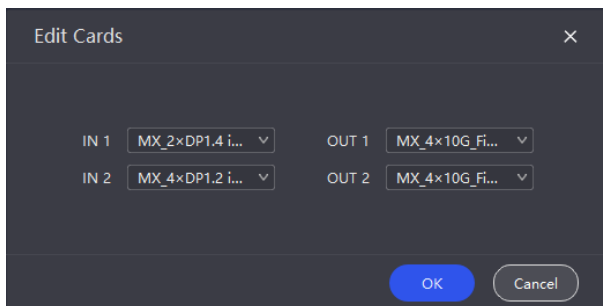 Edit Cards
IN 1 MX_2×DP1.4 i... OUT 1 MX_4×10G_Fi...
IN 2 MX_4×DP1.2 i... OUT 2 MX_4×10G_Fi...
OK Cancel